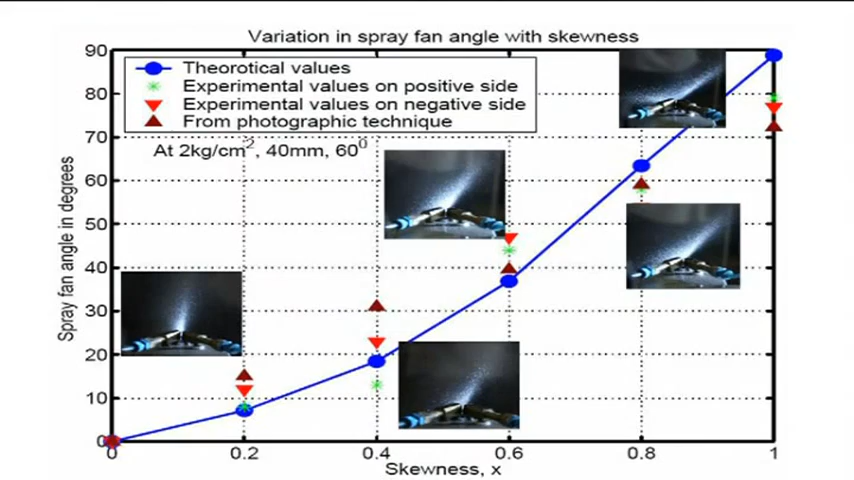 Variation in spray fan angle with skewness
90
80
70
60
50
40
30
20
10
0
Spray fan angle in degrees
Theorotical values
Experimental values on positive side
Experimental values on negative side
From photographic technique
At 2kg/cm², 40mm, 60⁰
0 0.2 0.4 0.6 0.8 1
Skewness, x